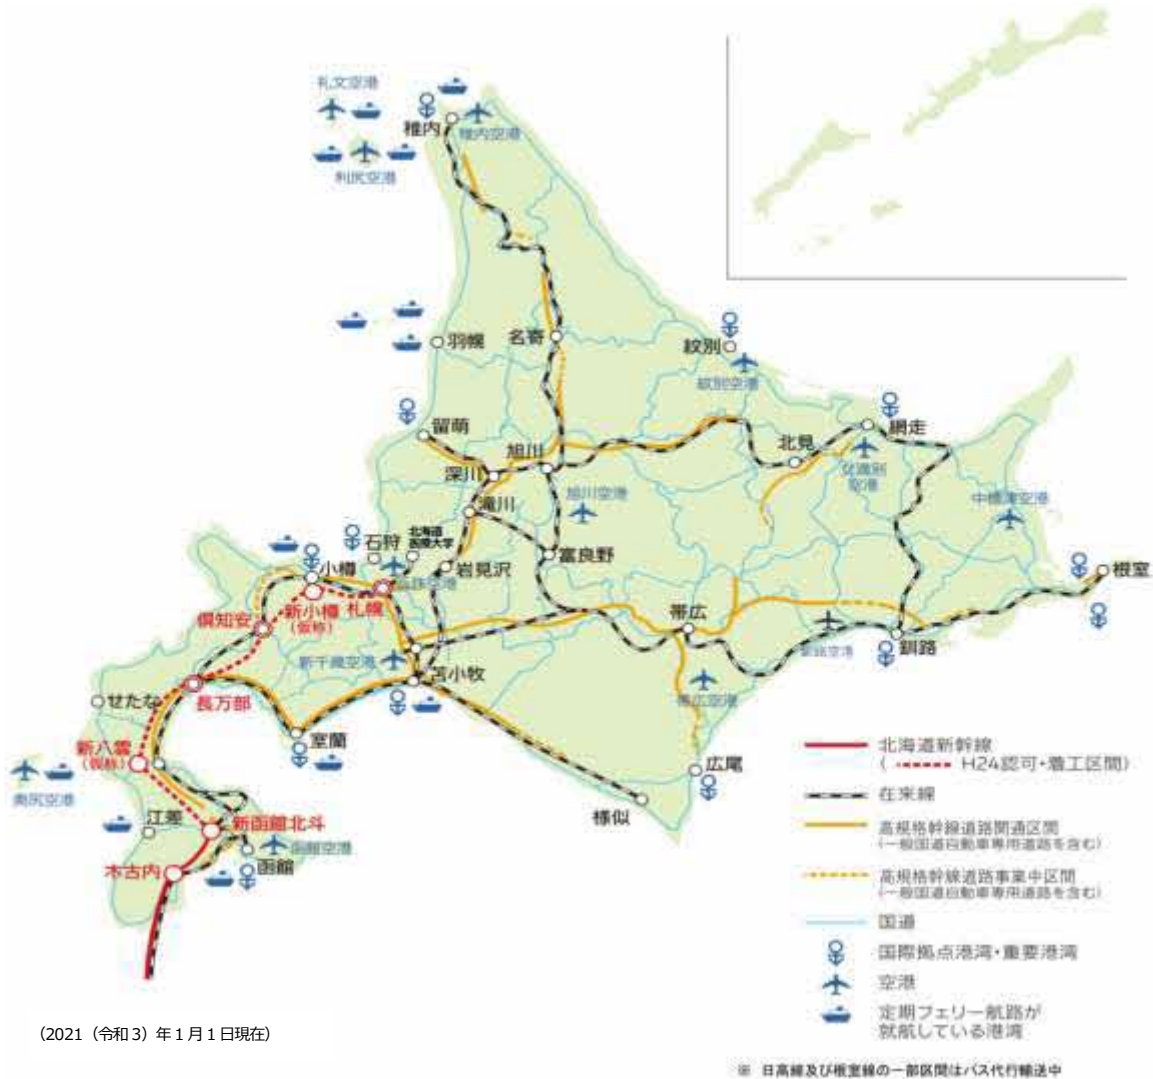 礼文空港
稚内
稚内空港
利尻空港
羽幌
名寄
紋別
紋別空港
留萌
旭川
北見
網走
女満別
空港
深川
旭川空港
中標津空港
滝川
石狩
北海道
医療大学
富良野
小樽
岩見沢
根室
新小樽
(仮称)
札幌
倶知安
帯広
釧路
新千歳空港
苫小牧
帯広空港
せたな
長万部
室蘭
新八雲
(仮称)
広尾
奥尻空港
江差
新函館北斗
様似
函館空港
函館
木古内
北海道新幹線
( H24認可・着工区間)
在来線
高規格幹線道路開通区間
(一般国道自動車専用道路を含む)
高規格幹線道路事業中区間
(一般国道自動車専用道路を含む)
国道
国際拠点港湾・重要港湾
空港
定期フェリー航路が
就航している港湾
(2021(令和3)年1月1日現在)
※ 日高線及び根室線の一部区間はバス代行輸送中